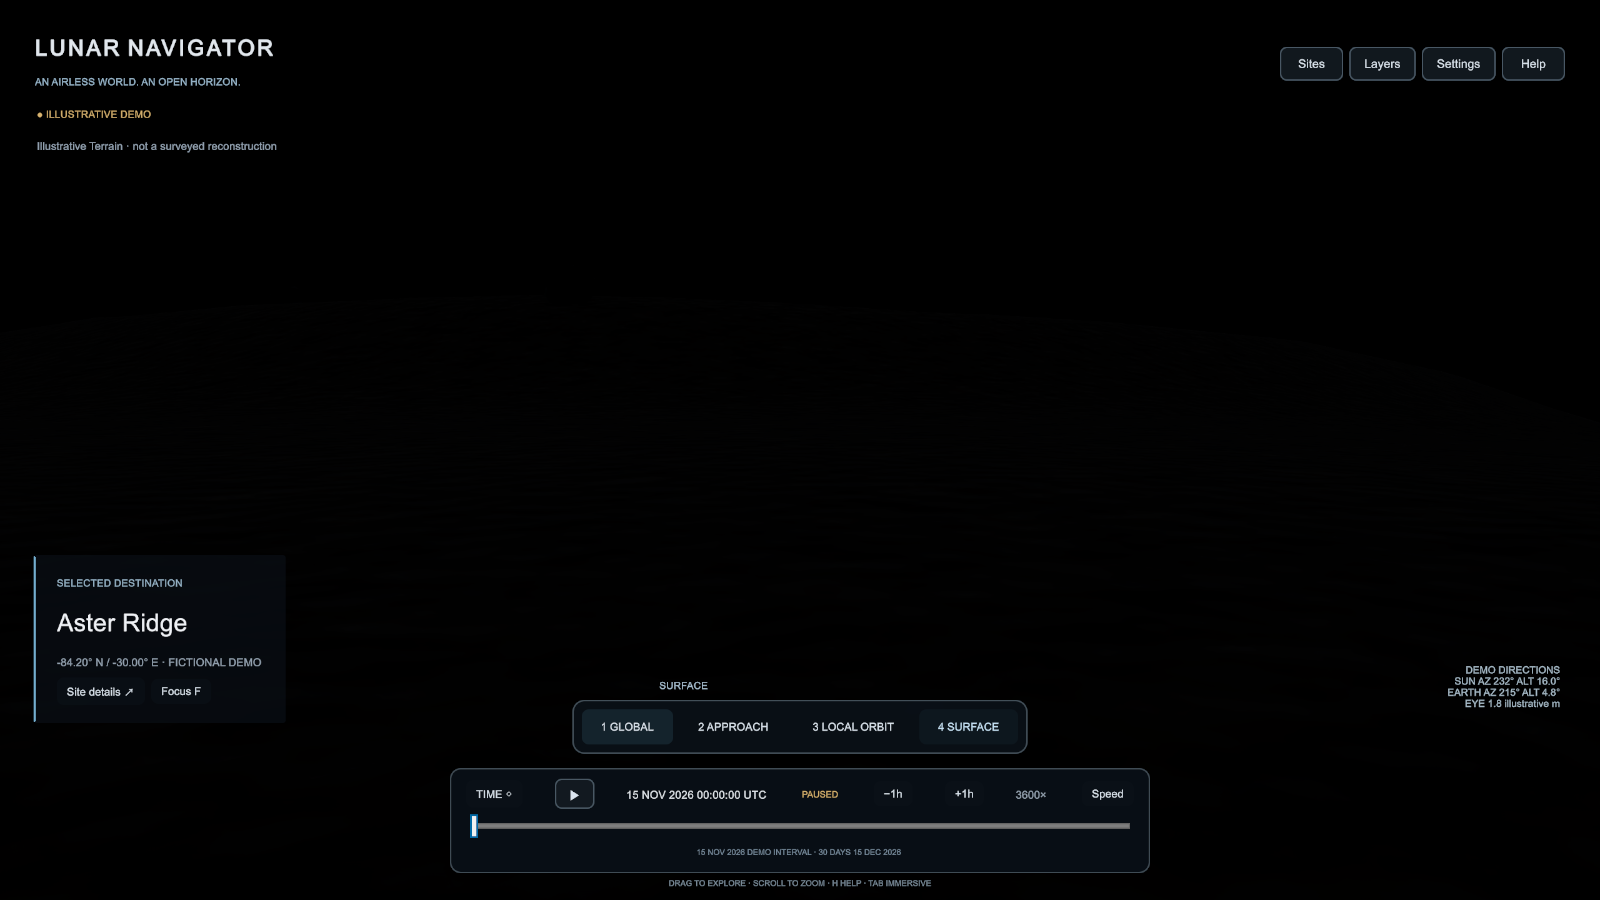 LUNAR NAVIGATOR
AN AIRLESS WORLD. AN OPEN HORIZON.
● ILLUSTRATIVE DEMO
Illustrative Terrain · not a surveyed reconstruction
Sites
Layers
Settings
Help
SELECTED DESTINATION
Aster Ridge
-84.20° N / -30.00° E · FICTIONAL DEMO
Site details ↗
Focus F
DEMO DIRECTIONS
SUN AZ 232° ALT 16.0°
EARTH AZ 215° ALT 4.8°
EYE 1.8 illustrative m
SURFACE
1 GLOBAL
2 APPROACH
3 LOCAL ORBIT
4 SURFACE
TIME ◇
▶
15 NOV 2026 00:00:00 UTC
PAUSED
−1h
+1h
3600×
Speed
15 NOV 2026 DEMO INTERVAL · 30 DAYS 15 DEC 2026
DRAG TO EXPLORE · SCROLL TO ZOOM · H HELP · TAB IMMERSIVE